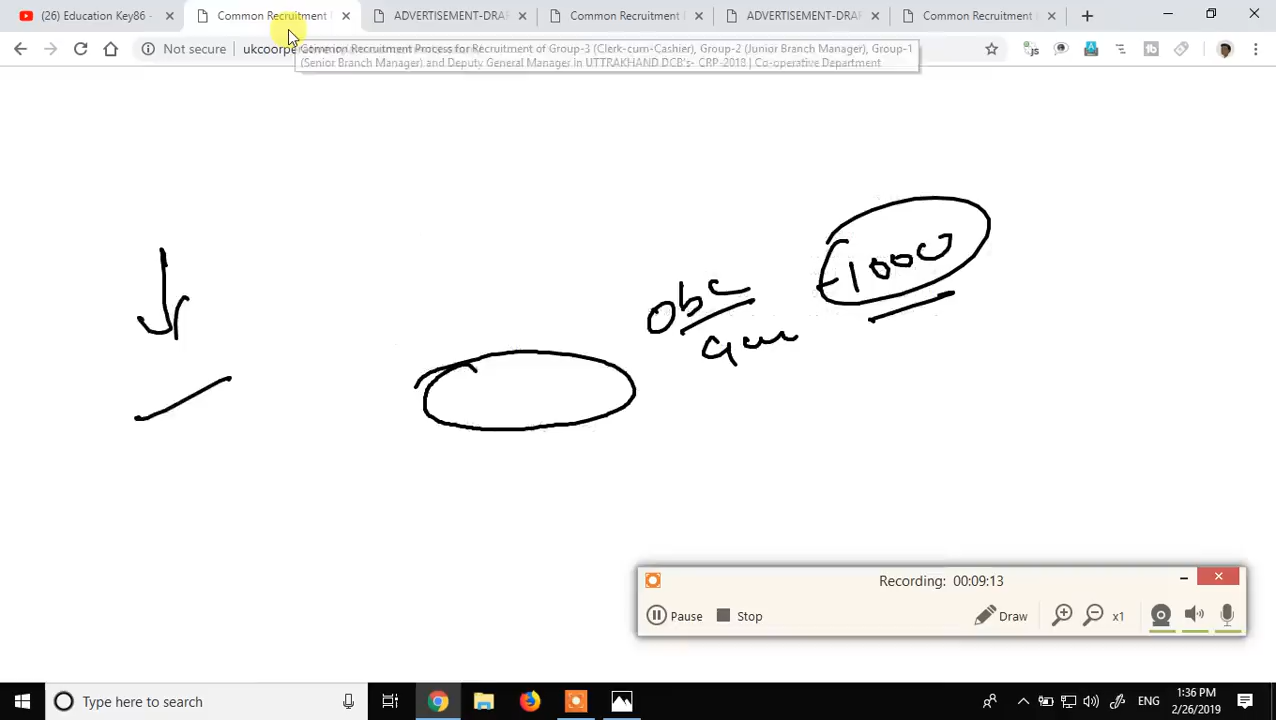 (26) Education Key86 -
Common Recruitment
ADVERTISEMENT-DRAF
Common Recruitment
ADVERTISEMENT-DRAF
Common Recruitment
Not secure
ukcoorpe
Common Recruitment Process for Recruitment of Group-3 (Clerk-cum-Cashier), Group-2 (Junior Branch Manager), Group-1
(Senior Branch Manager) and Deputy General Manager in UTTRAKHAND DCB's- CRP-2018 | Co-operative Department
1000
obc
Gen
Recording: 00:09:13
Pause
Stop
Draw
x1
Type here to search
ENG
1:36 PM
2/26/2019